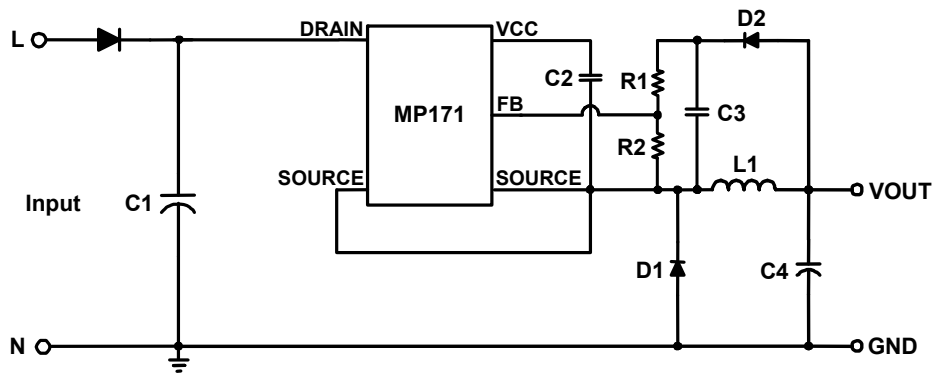 L
DRAIN
VCC
D2
C2
R1
C3
MP171
FB
R2
L1
SOURCE
SOURCE
VOUT
Input
C1
D1
C4
N
GND